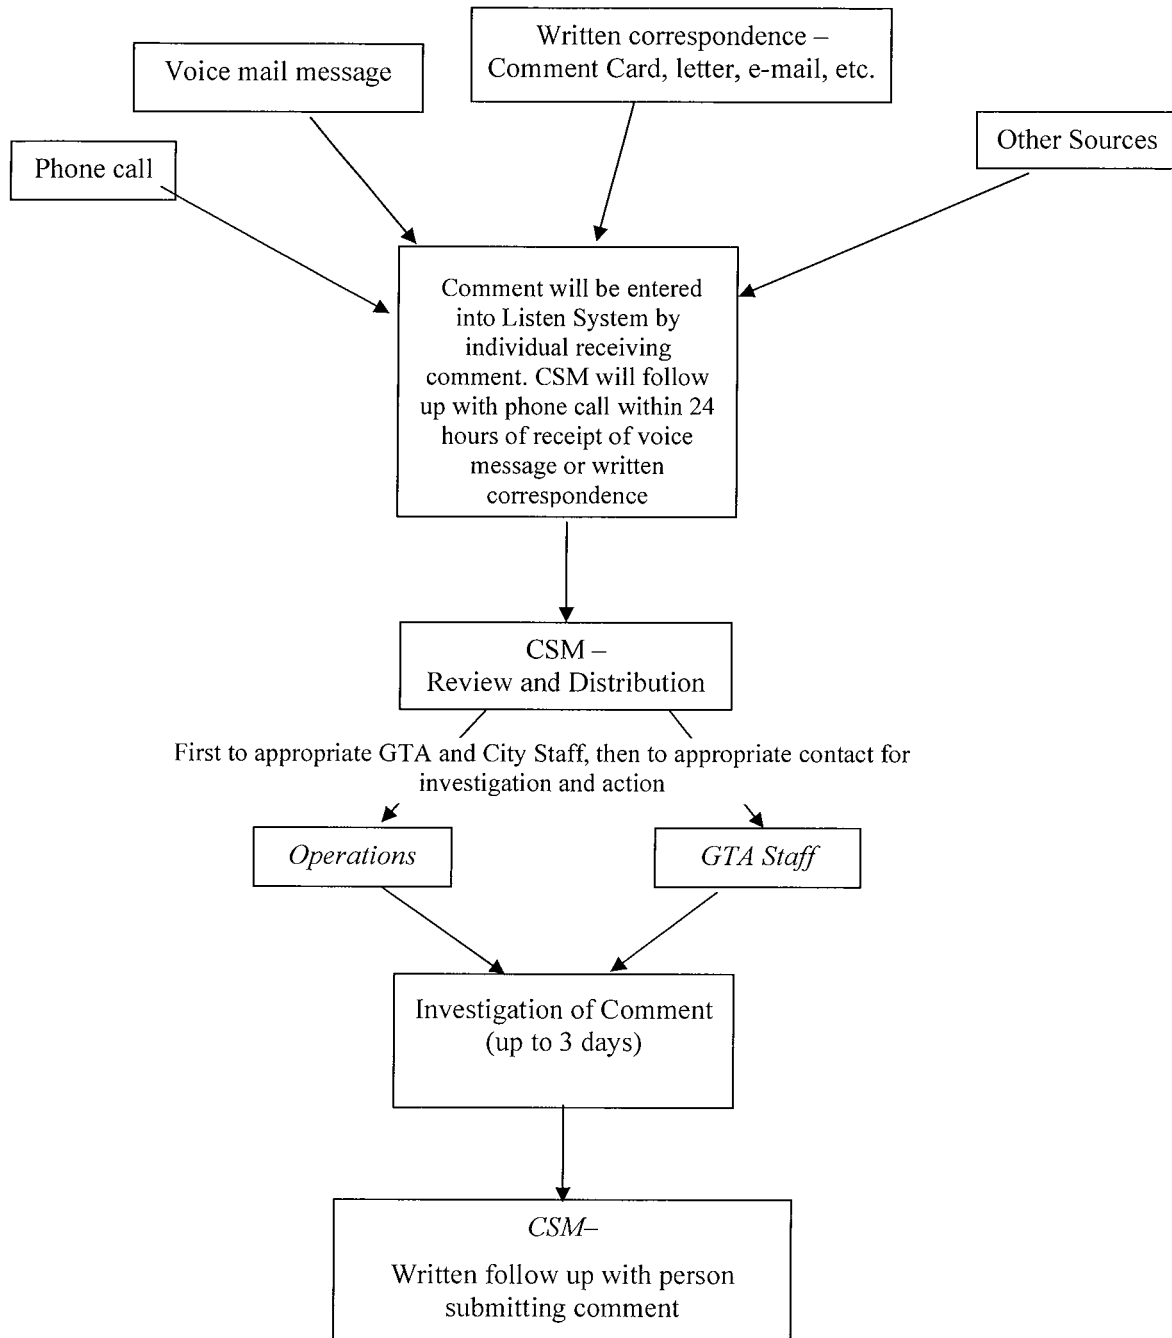 Written correspondence –
Comment Card, letter, e-mail, etc.
Voice mail message
Other Sources
Phone call
Comment will be entered
into Listen System by
individual receiving
comment. CSM will follow
up with phone call within 24
hours of receipt of voice
message or written
correspondence
CSM –
Review and Distribution
First to appropriate GTA and City Staff, then to appropriate contact for
investigation and action
Operations
GTA Staff
Investigation of Comment
(up to 3 days)
CSM–
Written follow up with person
submitting comment